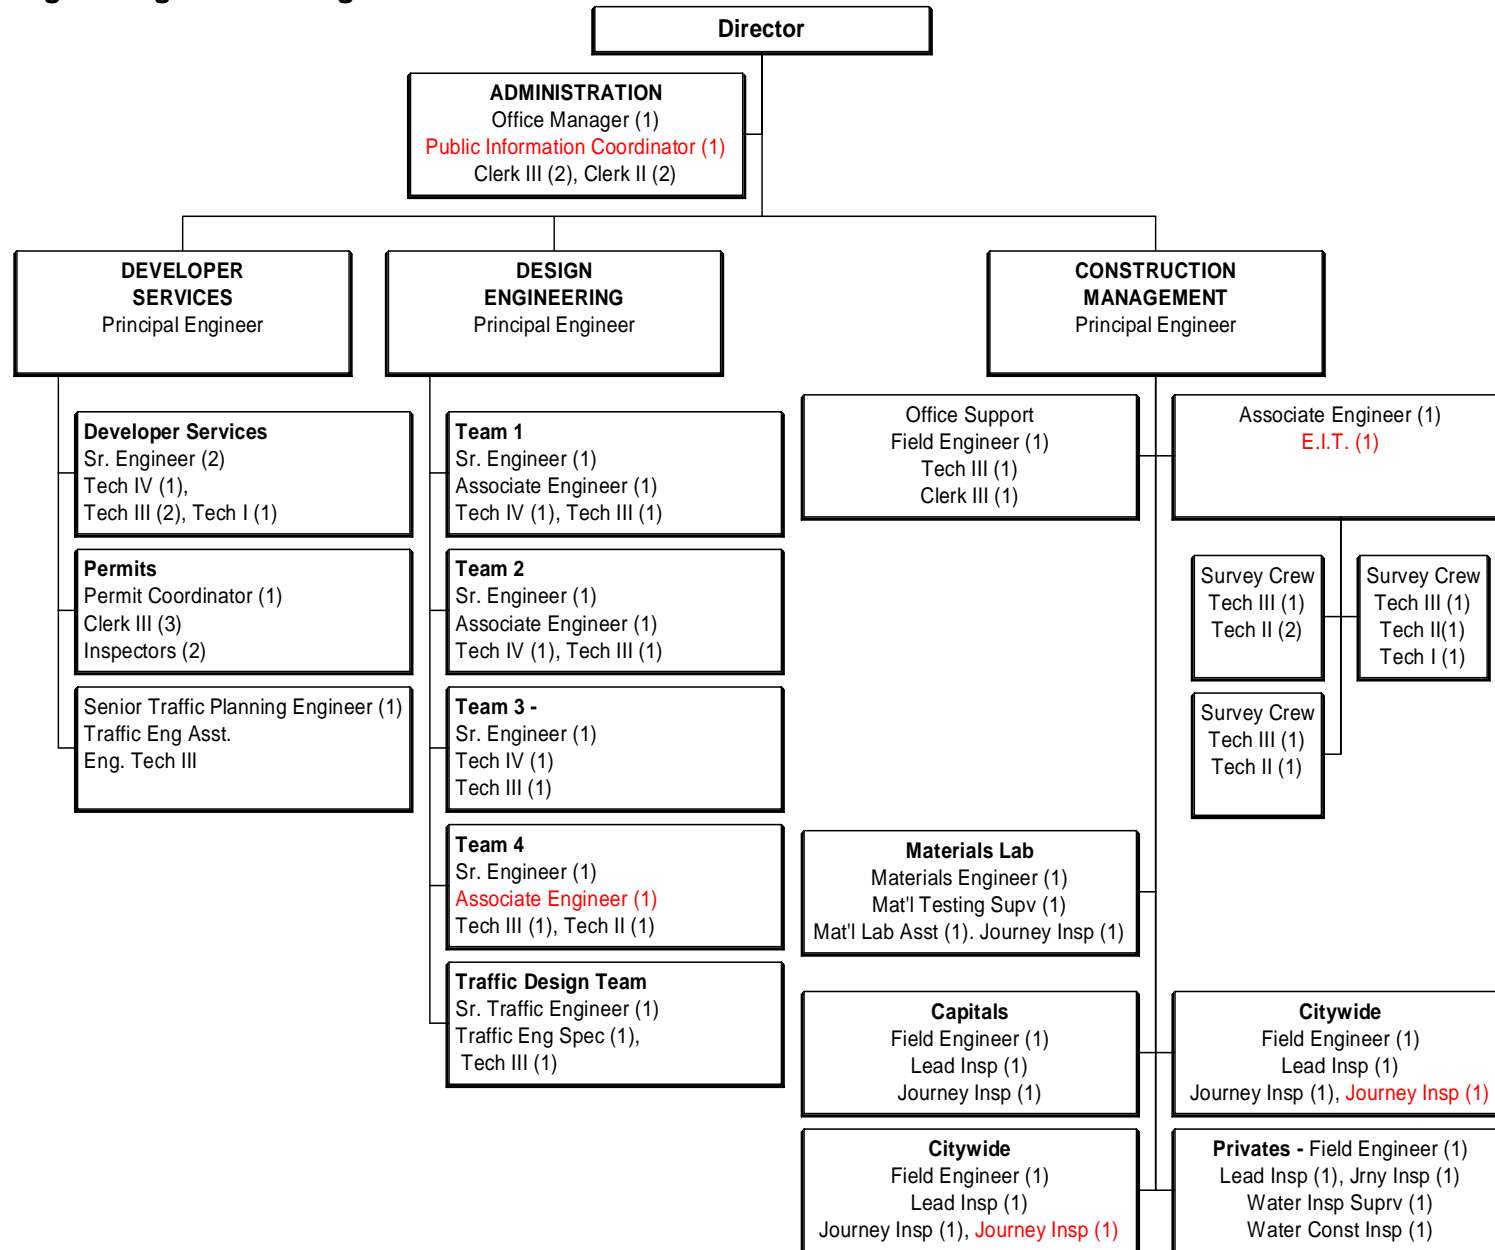 Director
ADMINISTRATION
Office Manager (1)
Public Information Coordinator (1)
Clerk III (2), Clerk II (2)
DEVELOPER
SERVICES
Principal Engineer
DESIGN
ENGINEERING
Principal Engineer
CONSTRUCTION
MANAGEMENT
Principal Engineer
Developer Services
Sr. Engineer (2)
Tech IV (1),
Tech III (2), Tech I (1)
Permits
Permit Coordinator (1)
Clerk III (3)
Inspectors (2)
Senior Traffic Planning Engineer (1)
Traffic Eng Asst.
Eng. Tech III
Team 1
Sr. Engineer (1)
Associate Engineer (1)
Tech IV (1), Tech III (1)
Team 2
Sr. Engineer (1)
Associate Engineer (1)
Tech IV (1), Tech III (1)
Team 3 -
Sr. Engineer (1)
Tech IV (1)
Tech III (1)
Team 4
Sr. Engineer (1)
Associate Engineer (1)
Tech III (1), Tech II (1)
Traffic Design Team
Sr. Traffic Engineer (1)
Traffic Eng Spec (1),
Tech III (1)
Office Support
Field Engineer (1)
Tech III (1)
Clerk III (1)
Associate Engineer (1)
E.I.T. (1)
Survey Crew
Tech III (1)
Tech II (2)
Survey Crew
Tech III (1)
Tech II(1)
Tech I (1)
Survey Crew
Tech III (1)
Tech II (1)
Materials Lab
Materials Engineer (1)
Mat'l Testing Supv (1)
Mat'l Lab Asst (1). Journey Insp (1)
Capitals
Field Engineer (1)
Lead Insp (1)
Journey Insp (1)
Citywide
Field Engineer (1)
Lead Insp (1)
Journey Insp (1), Journey Insp (1)
Citywide
Field Engineer (1)
Lead Insp (1)
Journey Insp (1), Journey Insp (1)
Privates - Field Engineer (1)
Lead Insp (1), Jrny Insp (1)
Water Insp Suprv (1)
Water Const Insp (1)